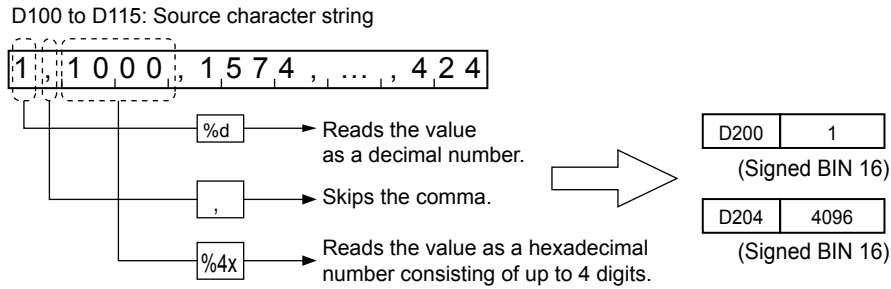 D100 to D115: Source character string
1 , 1 0 0 0 , 1 5 7 4 , ... , 4 2 4
%d
Reads the value
as a decimal number.
,
Skips the comma.
%4x
Reads the value as a hexadecimal
number consisting of up to 4 digits.
D200 1
(Signed BIN 16)
D204 4096
(Signed BIN 16)